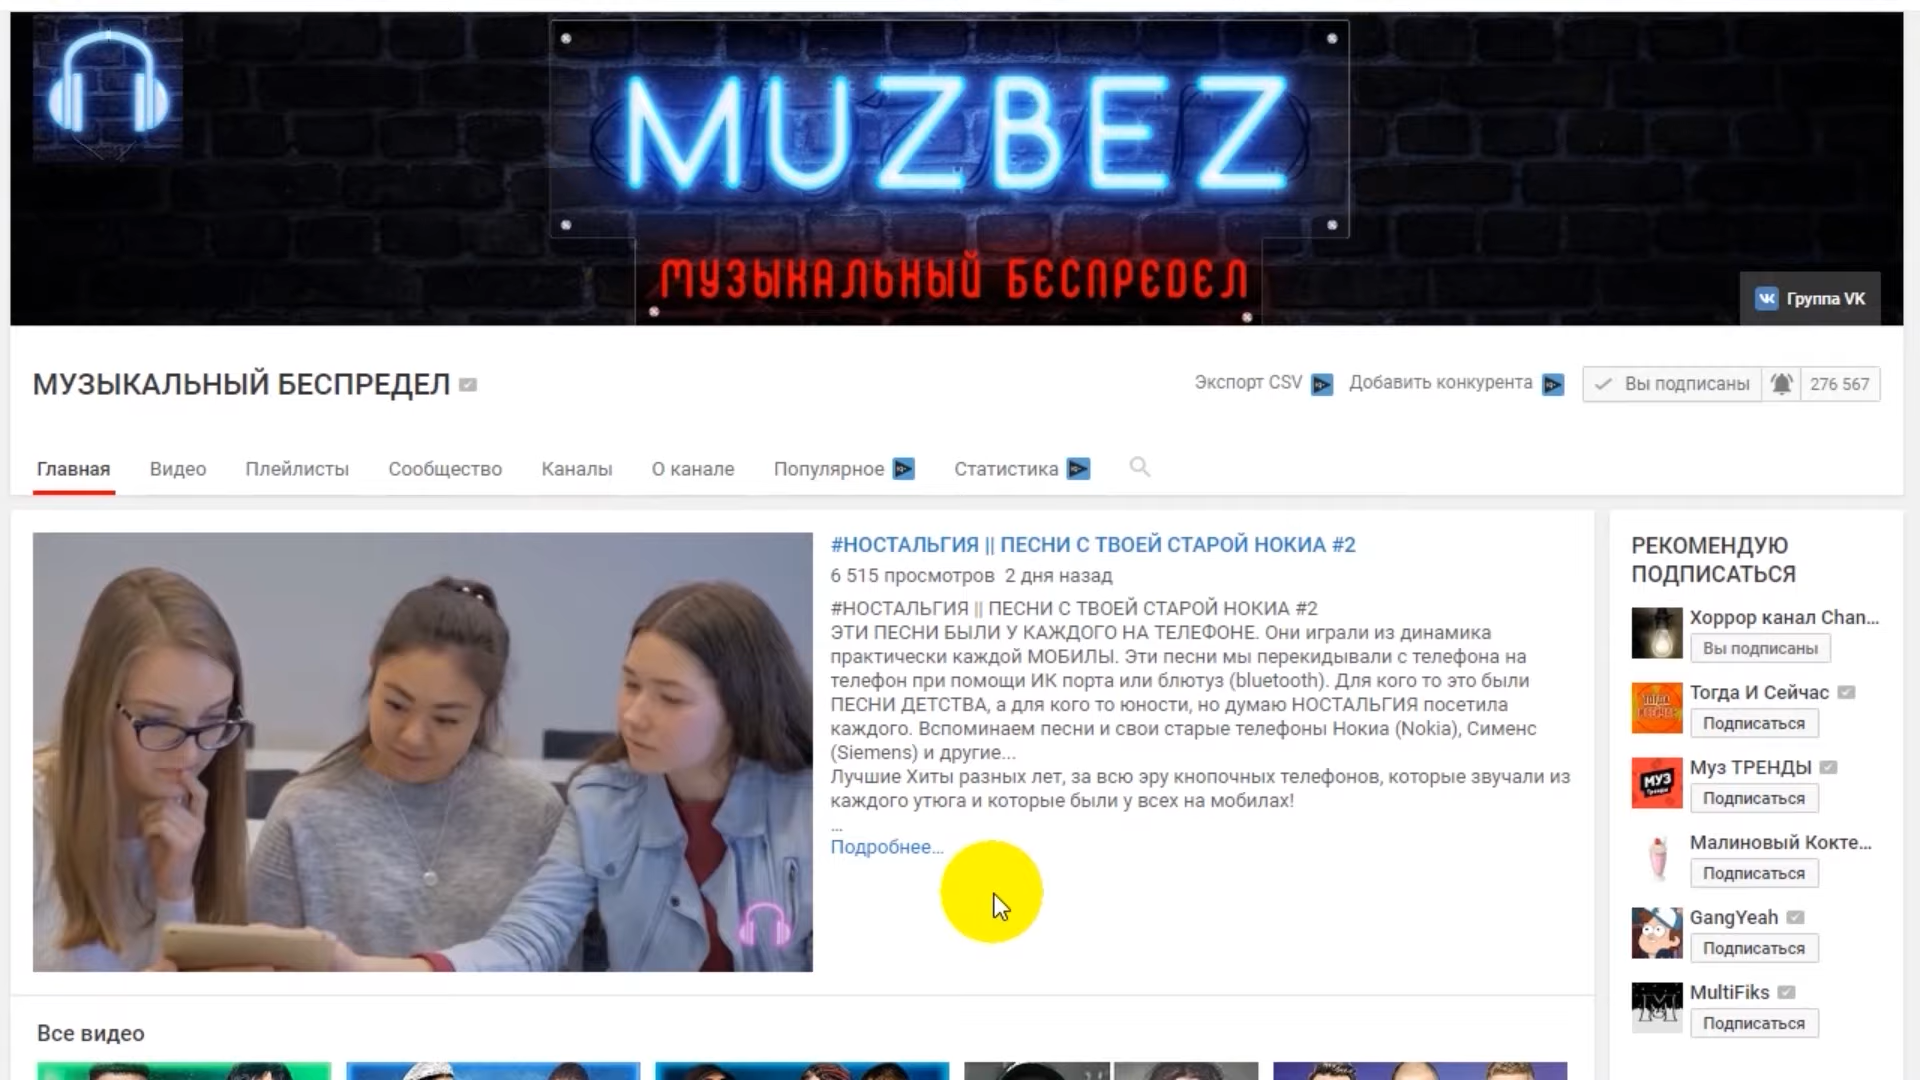 MUZBEZ
МУЗЫКАЛЬНЫЙ БЕСПРЕДЕЛ
Группа VK
МУЗЫКАЛЬНЫЙ БЕСПРЕДЕЛ
Экспорт CSV
Добавить конкурента
Вы подписаны
276 567
Главная
Видео
Плейлисты
Сообщество
Каналы
О канале
Популярное
Статистика
#НОСТАЛЬГИЯ || ПЕСНИ С ТВОЕЙ СТАРОЙ НОКИА #2
6 515 просмотров 2 дня назад
#НОСТАЛЬГИЯ || ПЕСНИ С ТВОЕЙ СТАРОЙ НОКИА #2
ЭТИ ПЕСНИ БЫЛИ У КАЖДОГО НА ТЕЛЕФОНЕ. Они играли из динамика
практически каждой МОБИЛЫ. Эти песни мы перекидывали с телефона на
телефон при помощи ИК порта или блютуз (bluetooth). Для кого то это были
ПЕСНИ ДЕТСТВА, а для кого то юности, но думаю НОСТАЛЬГИЯ посетила
каждого. Вспоминаем песни и свои старые телефоны Нокиа (Nokia), Сименс
(Siemens) и другие...
Лучшие Хиты разных лет, за всю эру кнопочных телефонов, которые звучали из
каждого утюга и которые были у всех на мобилах!
...
Подробнее...
Все видео
РЕКОМЕНДУЮ
ПОДПИСАТЬСЯ
Хоррор канал Chan...
Вы подписаны
Тогда И Сейчас
Подписаться
МУЗ
Муз ТРЕНДЫ
Подписаться
Малиновый Кокте...
Подписаться
GangYeah
Подписаться
MultiFiks
Подписаться